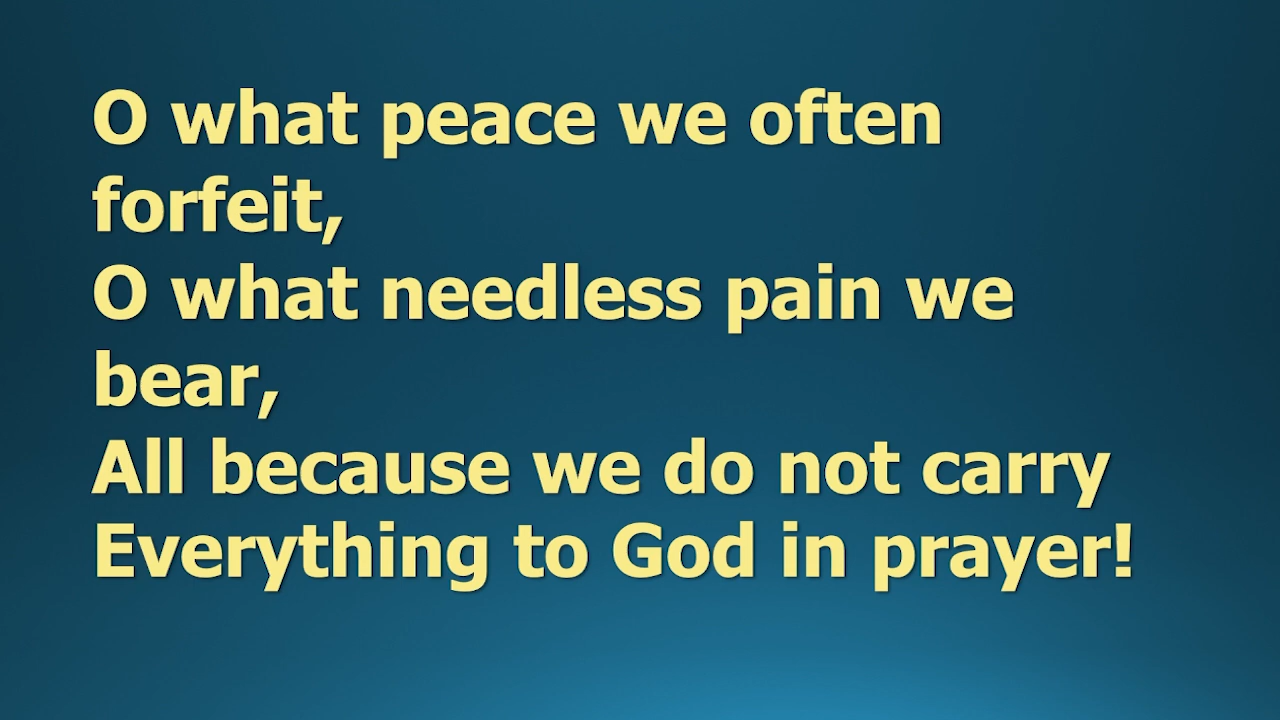 O what peace we often
forfeit,
O what needless pain we
bear,
All because we do not carry
Everything to God in prayer!